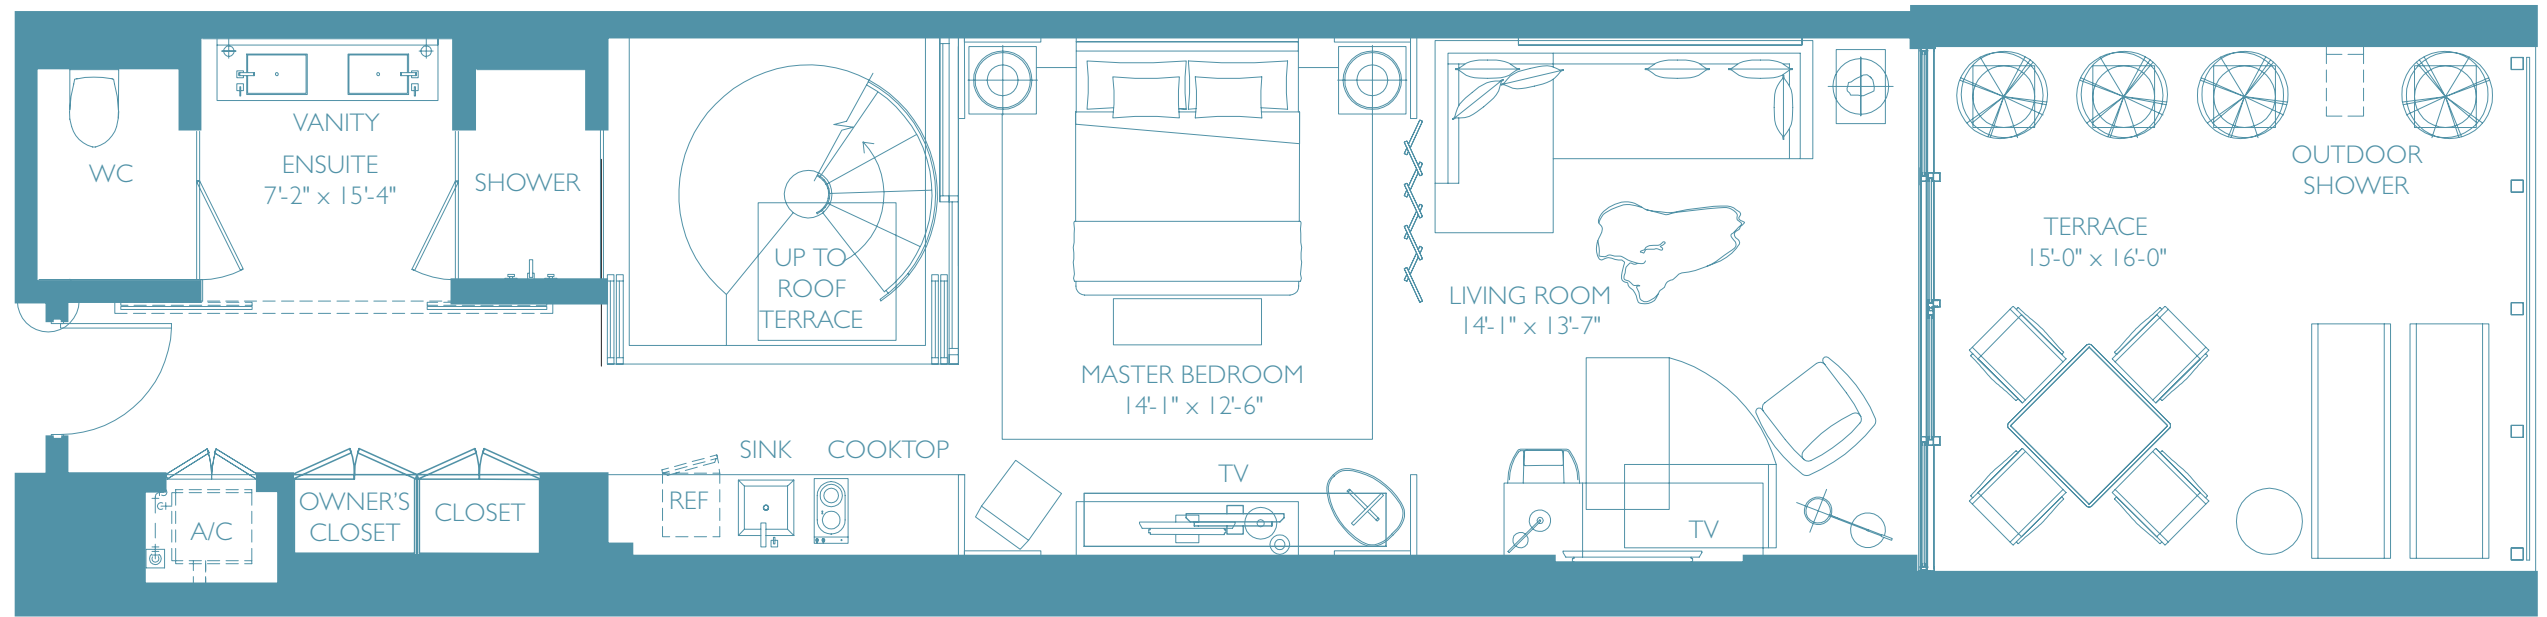 WC
VANITY
ENSUITE
7'-2" x 15'-4"
SHOWER
UP TO
ROOF
TERRACE
MASTER BEDROOM
14'-1" x 12'-6"
LIVING ROOM
14'-1" x 13'-7"
OUTDOOR
SHOWER
TERRACE
15'-0" x 16'-0"
A/C
OWNER'S
CLOSET
CLOSET
REF
SINK
COOKTOP
TV
TV